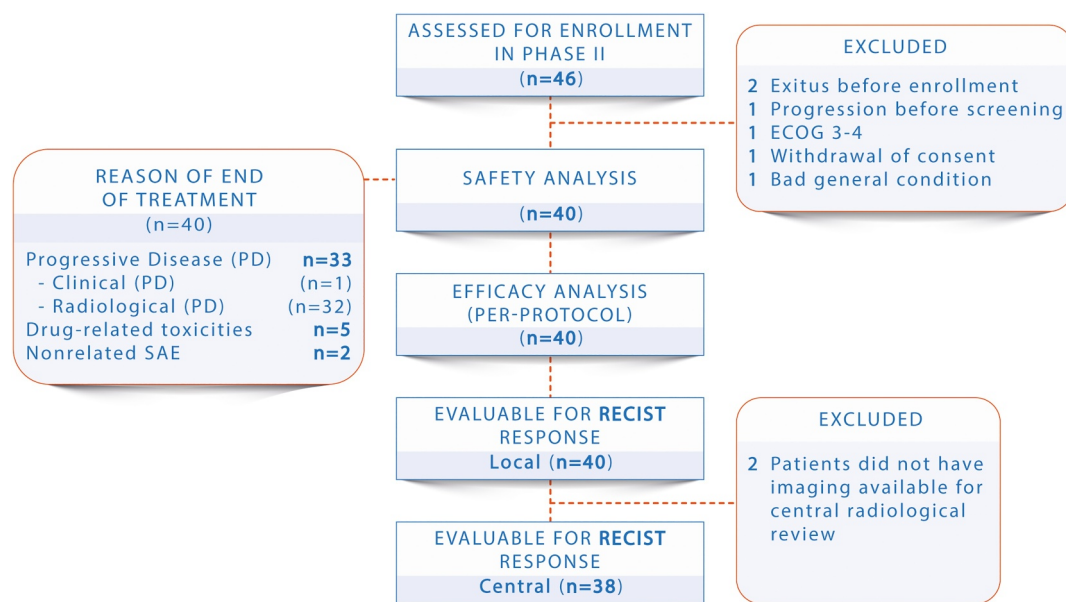 ASSESSED FOR ENROLLMENT
IN PHASE II
(n=46)
EXCLUDED
2 Exitus before enrollment
1 Progression before screening
1 ECOG 3-4
1 Withdrawal of consent
1 Bad general condition
REASON OF END
OF TREATMENT
(n=40)
Progressive Disease (PD) n=33
- Clinical (PD) (n=1)
- Radiological (PD) (n=32)
Drug-related toxicities n=5
Nonrelated SAE n=2
SAFETY ANALYSIS
(n=40)
EFFICACY ANALYSIS
(PER-PROTOCOL)
(n=40)
EVALUABLE FOR RECIST
RESPONSE
Local (n=40)
EXCLUDED
2 Patients did not have
imaging available for
central radiological
review
EVALUABLE FOR RECIST
RESPONSE
Central (n=38)